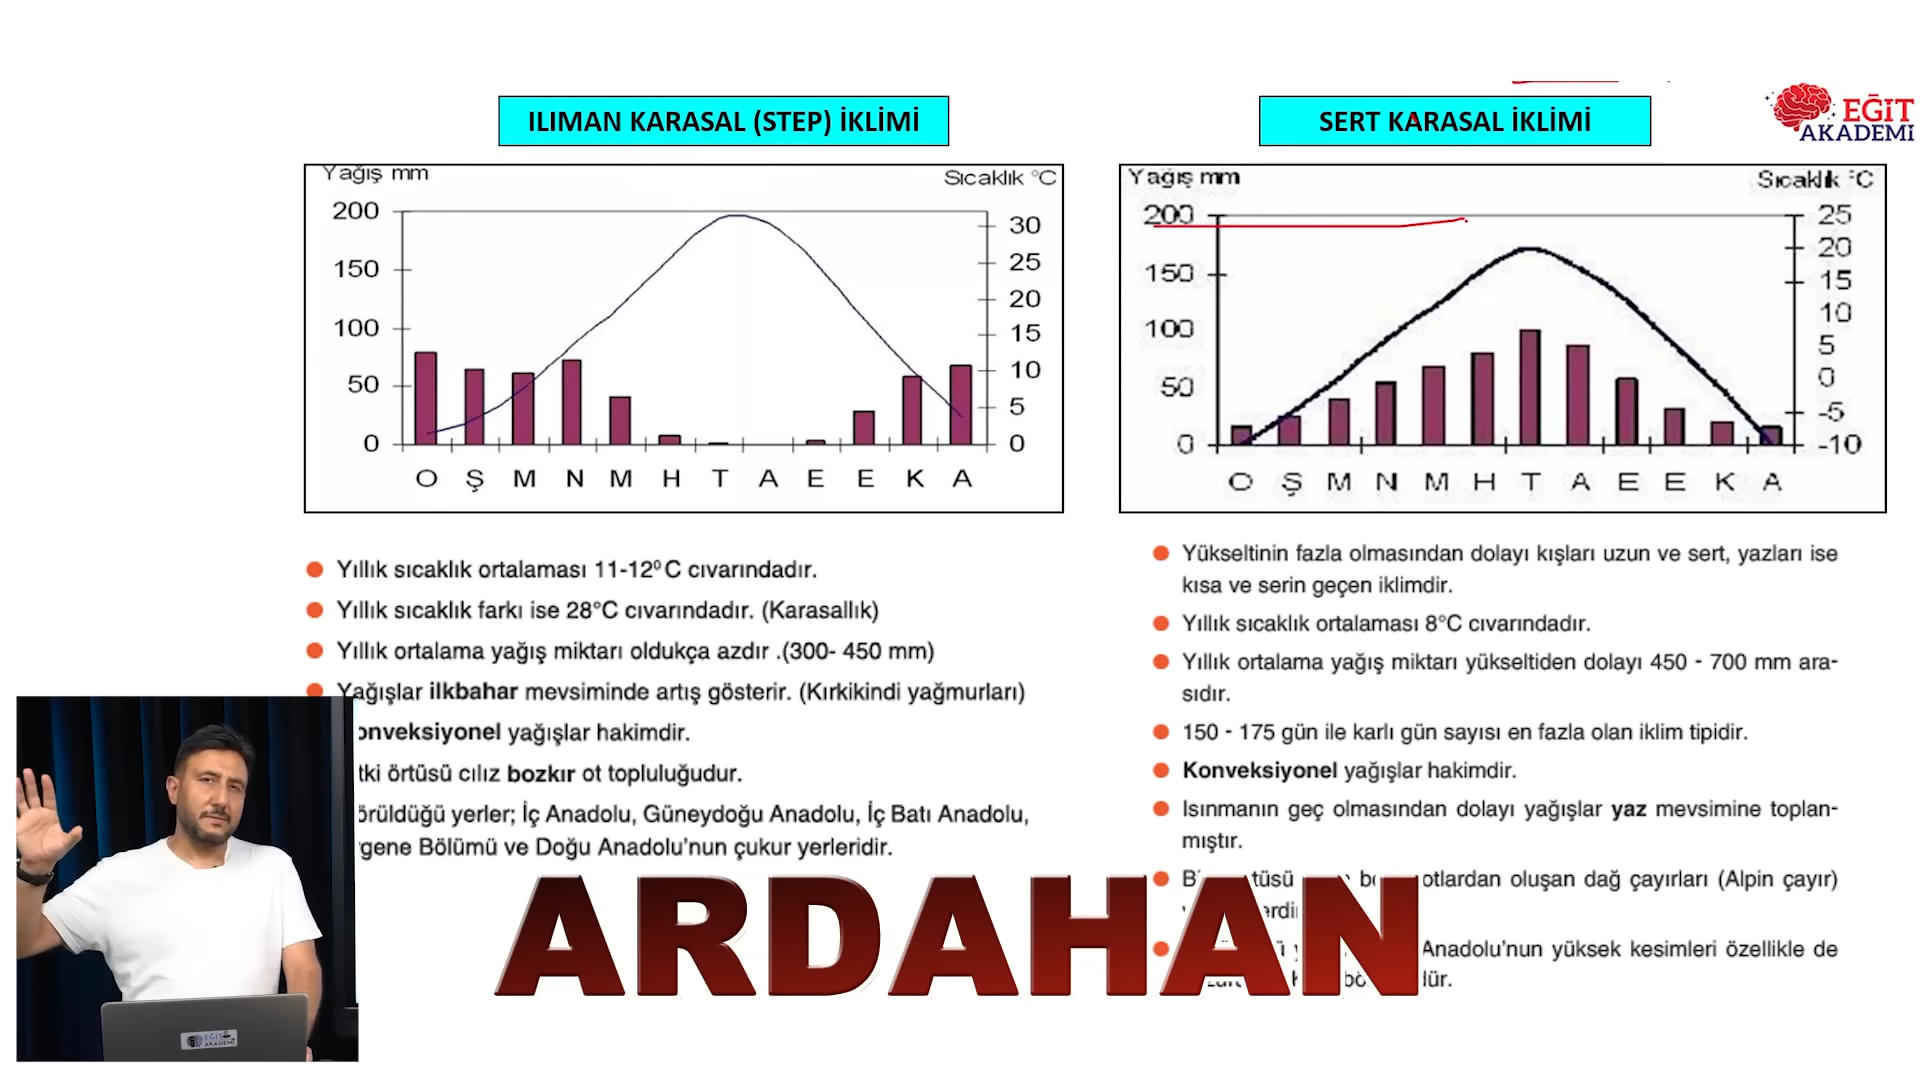 ILIMAN KARASAL (STEP) İKLİMİ
Yağış mm
Sıcaklık °C
200
150
100
50
0
30
25
20
15
10
5
0
O Ş M N M H T A E E K A
Yıllık sıcaklık ortalaması 11-12⁰ C cıvarındadır.
Yıllık sıcaklık farkı ise 28°C cıvarındadır. (Karasallık)
Yıllık ortalama yağış miktarı oldukça azdır .(300- 450 mm)
Yağışlar ilkbahar mevsiminde artış gösterir. (Kırkikindi yağmurları)
onveksiyonel yağışlar hakimdir.
tki örtüsü cılız bozkır ot topluluğudur.
örüldüğü yerler; İç Anadolu, Güneydoğu Anadolu, İç Batı Anadolu,
rgene Bölümü ve Doğu Anadolu'nun çukur yerleridir.
SERT KARASAL İKLİMİ
EĞİT
AKADEMİ
Yağış mm
Sıcaklık °C
200
150
100
50
0
25
20
15
10
5
0
-5
-10
O Ş M N M H T A E E K A
Yükseltinin fazla olmasından dolayı kışları uzun ve sert, yazları ise
kısa ve serin geçen iklimdir.
Yıllık sıcaklık ortalaması 8°C cıvarındadır.
Yıllık ortalama yağış miktarı yükseltiden dolayı 450 - 700 mm ara-
sıdır.
150 - 175 gün ile karlı gün sayısı en fazla olan iklim tipidir.
Konveksiyonel yağışlar hakimdir.
Isınmanın geç olmasından dolayı yağışlar yaz mevsimine toplan-
mıştır.
otlardan oluşan dağ çayırları (Alpin çayır)
Anadolu'nun yüksek kesimleri özellikle de
ARDAHAN
EĞİT
AKADEMİ